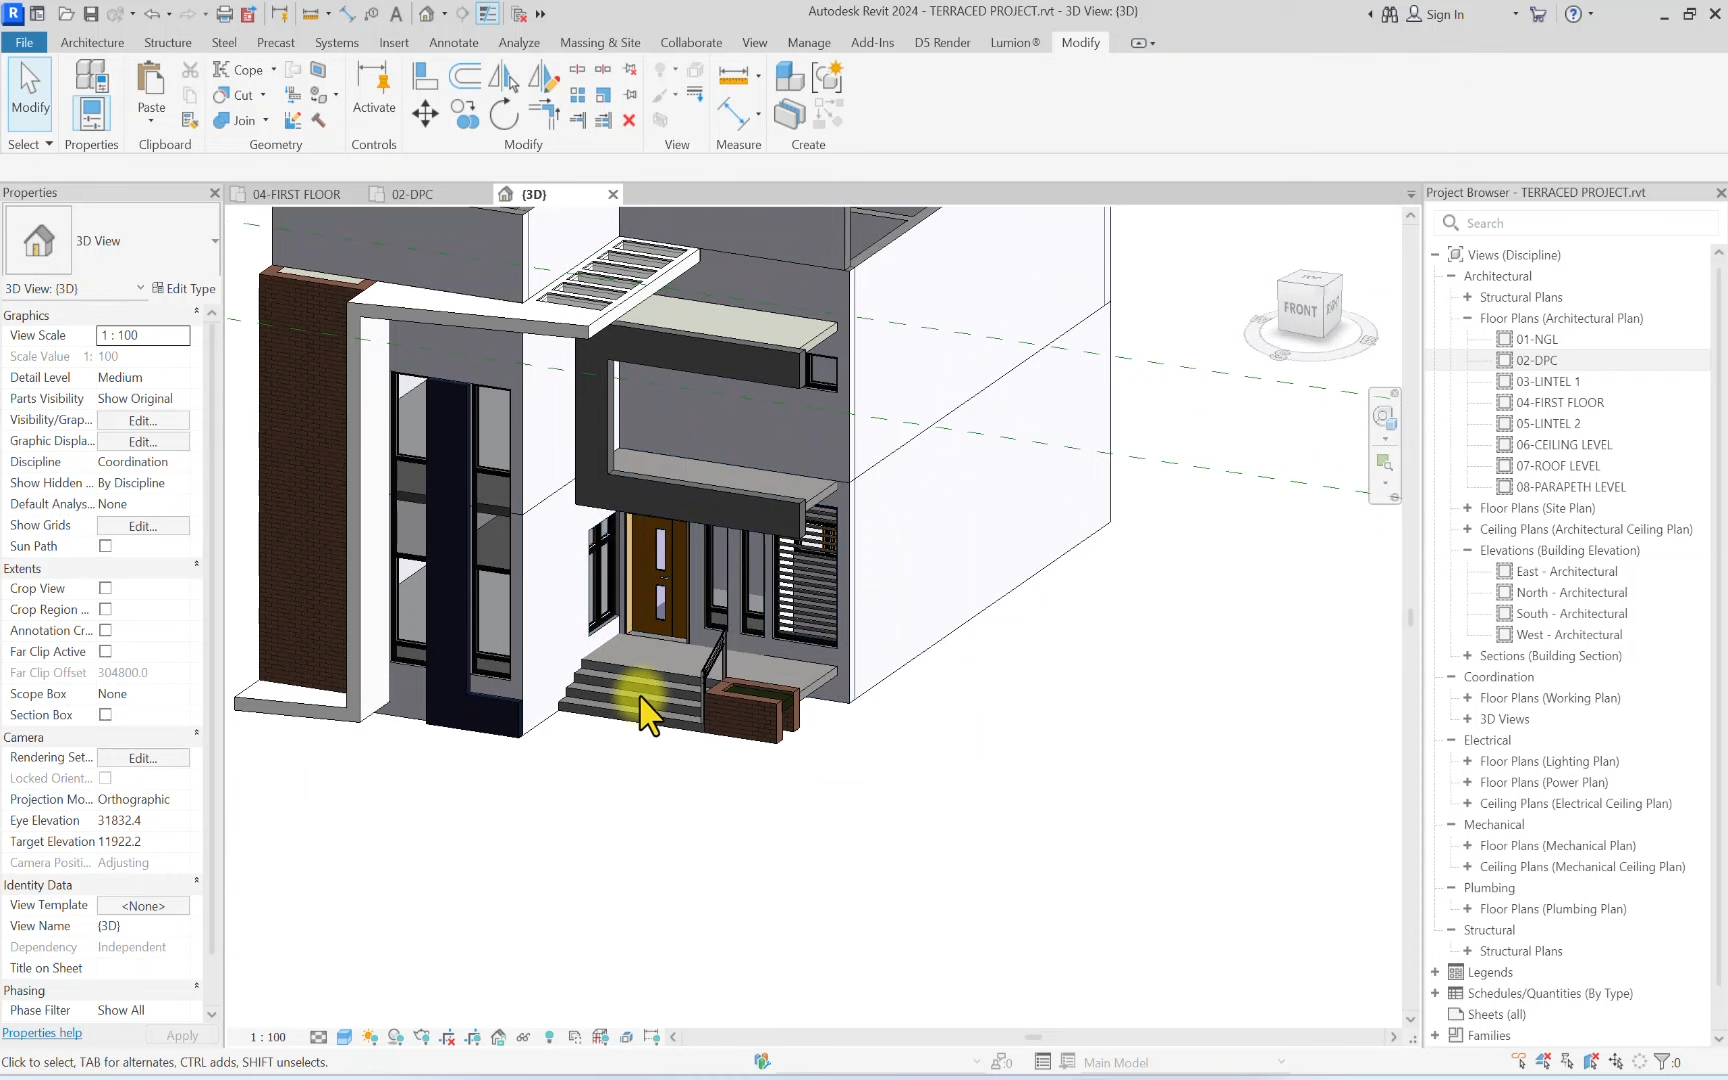 Autodesk Revit 2024 - TERRACED PROJECT.rvt - 3D View: {3D}
Sign In
File Architecture Structure Steel Precast Systems Insert Annotate Analyze Massing & Site Collaborate View Manage Add-Ins D5 Render Lumion® Modify
Modify
Paste
Cope
Cut
Join
Activate
Select Properties Clipboard Geometry Controls Modify View Measure Create
Properties
04-FIRST FLOOR
02-DPC
{3D}
3D View
3D View: {3D}
Edit Type
Graphics
View Scale 1 : 100
Scale Value 1: 100
Detail Level Medium
Parts Visibility Show Original
Visibility/Grap... Edit...
Graphic Displa... Edit...
Discipline Coordination
Show Hidden ... By Discipline
Default Analys... None
Show Grids Edit...
Sun Path
Extents
Crop View
Crop Region ...
Annotation Cr...
Far Clip Active
Far Clip Offset 304800.0
Scope Box None
Section Box
Camera
Rendering Set... Edit...
Locked Orient...
Projection Mo... Orthographic
Eye Elevation 31832.4
Target Elevation 11922.2
Camera Positi... Adjusting
Identity Data
View Template <None>
View Name {3D}
Dependency Independent
Title on Sheet
Phasing
Phase Filter Show All
Properties help
Apply
FRONT
1 : 100
Click to select, TAB for alternates, CTRL adds, SHIFT unselects.
:0
Main Model
:0
Project Browser - TERRACED PROJECT.rvt
Search
Views (Discipline)
Architectural
Structural Plans
Floor Plans (Architectural Plan)
01-NGL
02-DPC
03-LINTEL 1
04-FIRST FLOOR
05-LINTEL 2
06-CEILING LEVEL
07-ROOF LEVEL
08-PARAPETH LEVEL
Floor Plans (Site Plan)
Ceiling Plans (Architectural Ceiling Plan)
Elevations (Building Elevation)
East - Architectural
North - Architectural
South - Architectural
West - Architectural
Sections (Building Section)
Coordination
Floor Plans (Working Plan)
3D Views
Electrical
Floor Plans (Lighting Plan)
Floor Plans (Power Plan)
Ceiling Plans (Electrical Ceiling Plan)
Mechanical
Floor Plans (Mechanical Plan)
Ceiling Plans (Mechanical Ceiling Plan)
Plumbing
Floor Plans (Plumbing Plan)
Structural
Structural Plans
Legends
Schedules/Quantities (By Type)
Sheets (all)
Families